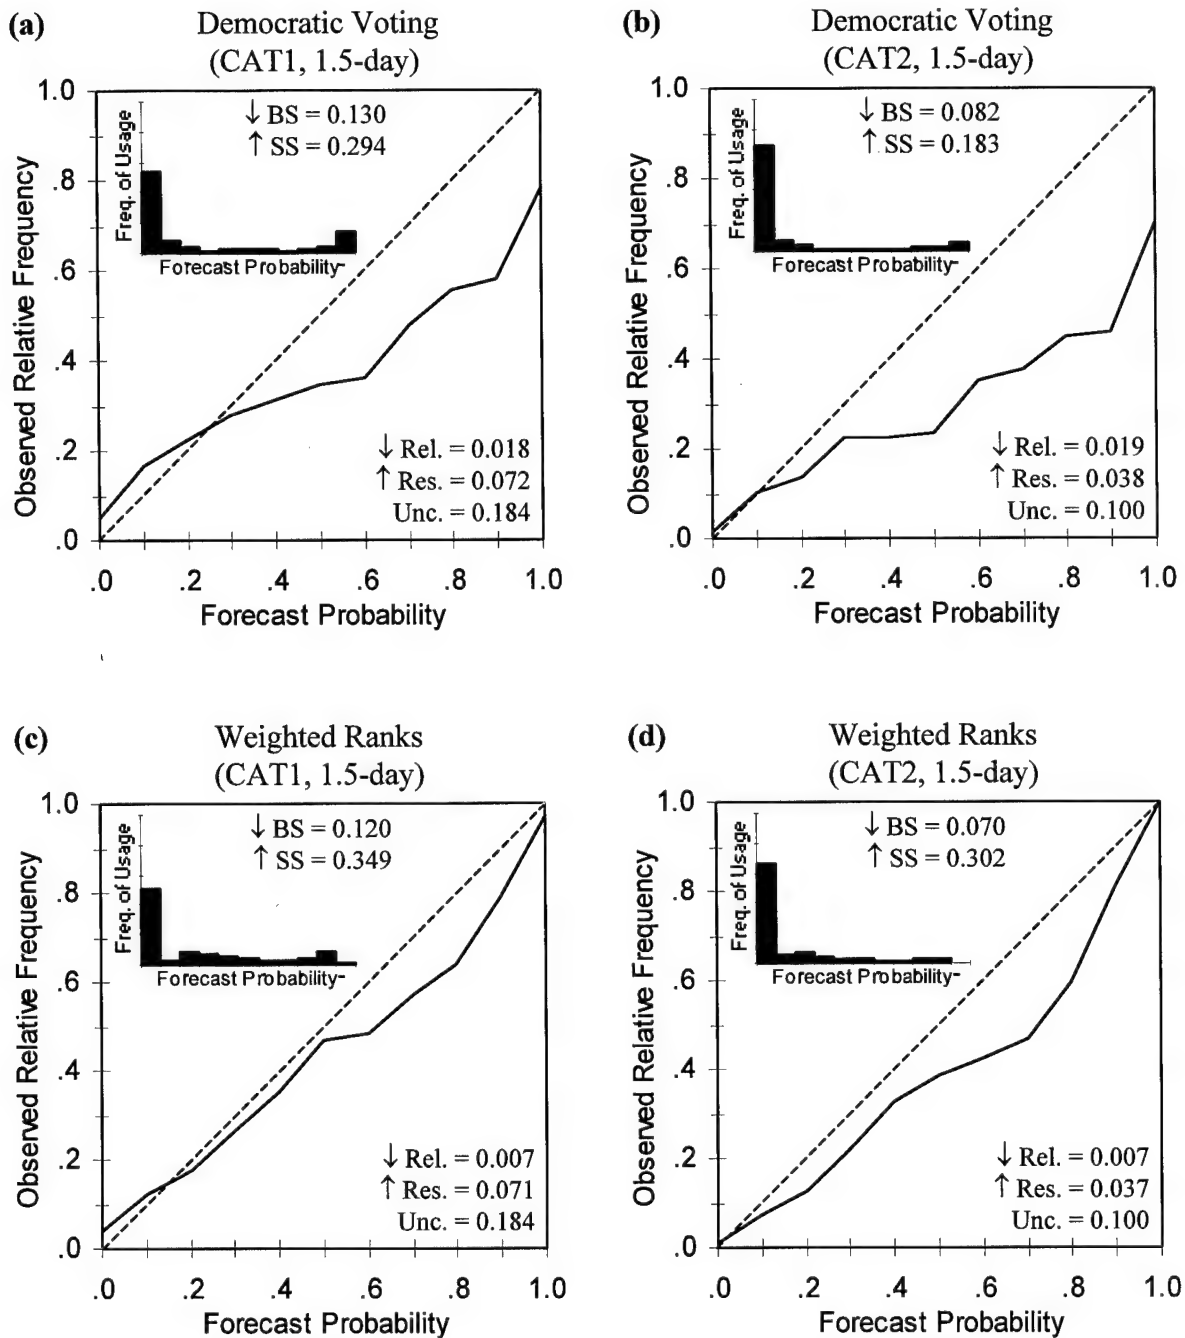 (a)
Democratic Voting
(CAT1, 1.5-day)
1.0
.8
.6
.4
.2
.0
Observed Relative Frequency
↓ BS = 0.130
↑ SS = 0.294
Freq. of Usage
Forecast Probability
↓ Rel. = 0.018
↑ Res. = 0.072
Unc. = 0.184
.0 .2 .4 .6 .8 1.0
Forecast Probability
(b)
Democratic Voting
(CAT2, 1.5-day)
1.0
.8
.6
.4
.2
.0
Observed Relative Frequency
↓ BS = 0.082
↑ SS = 0.183
Freq. of Usage
Forecast Probability
↓ Rel. = 0.019
↑ Res. = 0.038
Unc. = 0.100
.0 .2 .4 .6 .8 1.0
Forecast Probability
(c)
Weighted Ranks
(CAT1, 1.5-day)
1.0
.8
.6
.4
.2
.0
Observed Relative Frequency
↓ BS = 0.120
↑ SS = 0.349
Freq. of Usage
Forecast Probability
↓ Rel. = 0.007
↑ Res. = 0.071
Unc. = 0.184
.0 .2 .4 .6 .8 1.0
Forecast Probability
(d)
Weighted Ranks
(CAT2, 1.5-day)
1.0
.8
.6
.4
.2
.0
Observed Relative Frequency
↓ BS = 0.070
↑ SS = 0.302
Freq. of Usage
Forecast Probability
↓ Rel. = 0.007
↑ Res. = 0.037
Unc. = 0.100
.0 .2 .4 .6 .8 1.0
Forecast Probability